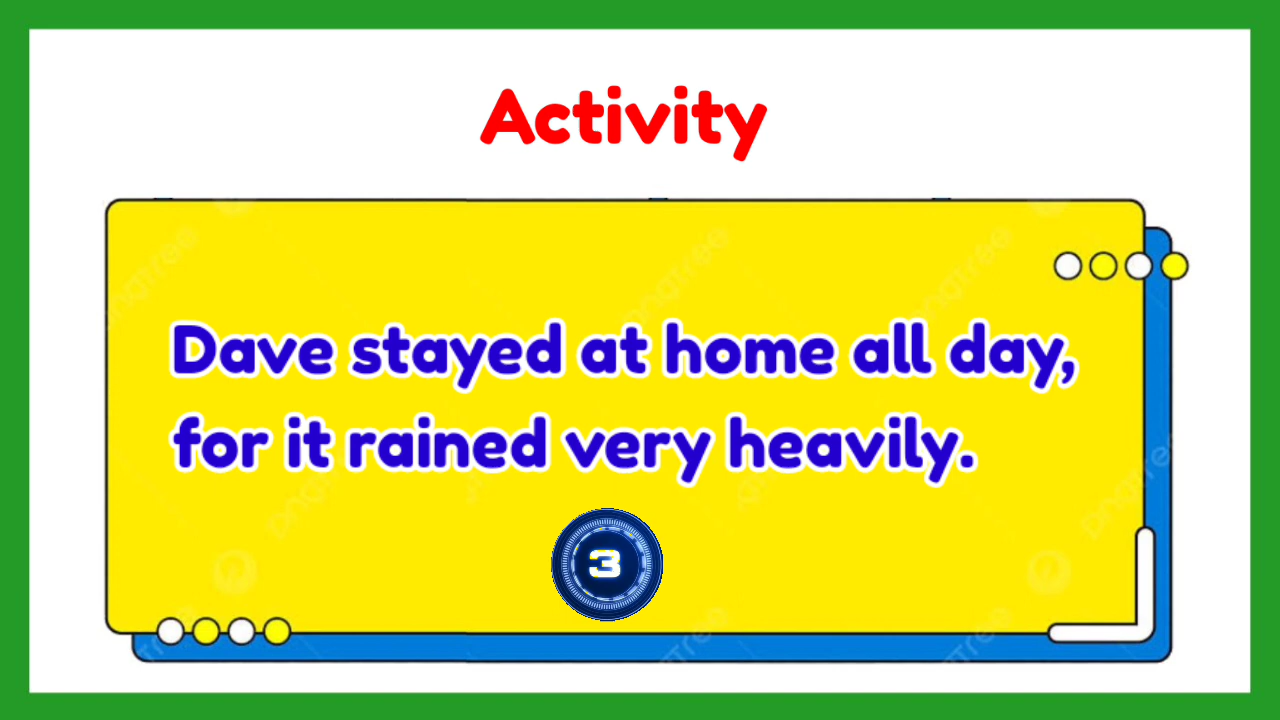 Activity
Dave stayed at home all day,
for it rained very heavily.
3